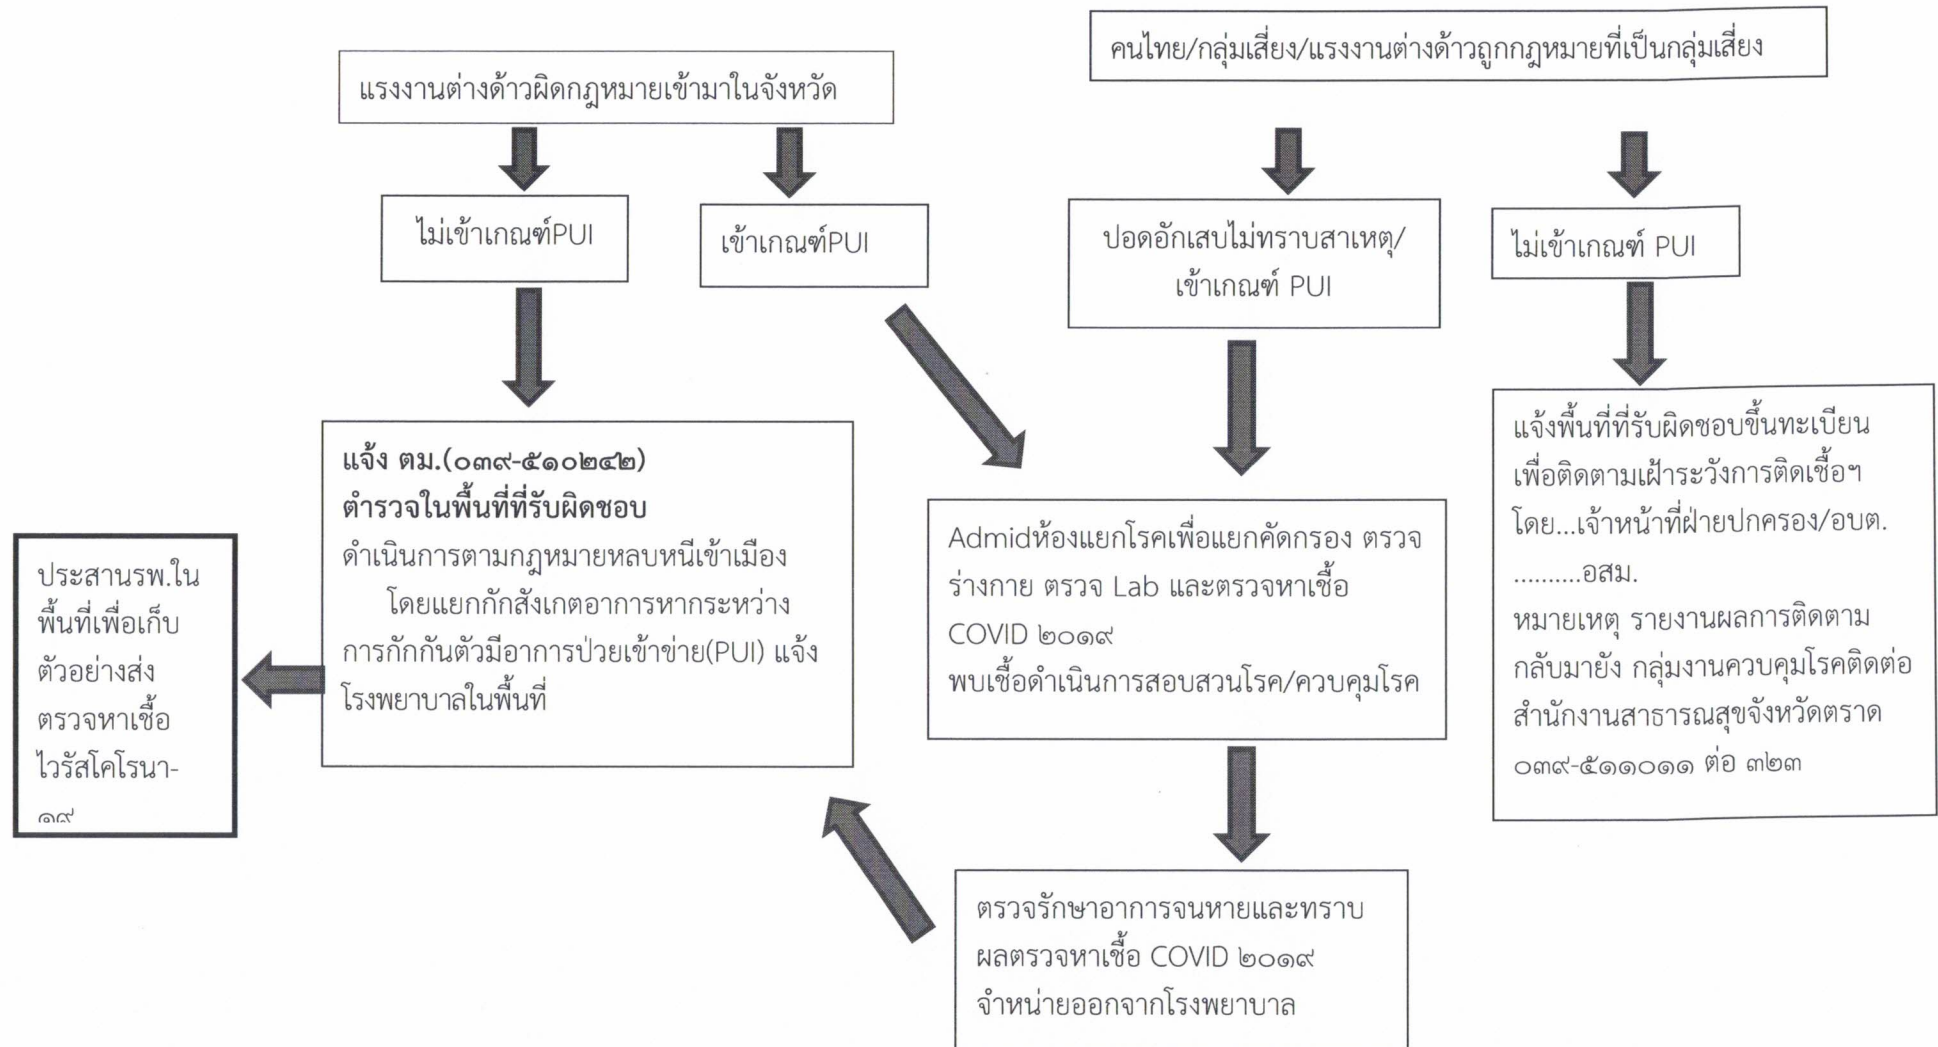 คนไทย/กลุ่มเสี่ยง/แรงงานต่างด้าวถูกกฎหมายที่เป็นกลุ่มเสี่ยง
แรงงานต่างด้าวผิดกฎหมายเข้ามาในจังหวัด
ไม่เข้าเกณฑ์PUI
เข้าเกณฑ์PUI
ปอดอักเสบไม่ทราบสาเหตุ/
เข้าเกณฑ์ PUI
ไม่เข้าเกณฑ์ PUI
แจ้ง ตม.(๐๓๙-๕๑๐๒๔๒)
ตำรวจในพื้นที่ที่รับผิดชอบ
ดำเนินการตามกฎหมายหลบหนีเข้าเมือง
โดยแยกกักสังเกตอาการหากระหว่าง
การกักกันตัวมีอาการป่วยเข้าข่าย(PUI) แจ้ง
โรงพยาบาลในพื้นที่
ประสานรพ.ใน
พื้นที่เพื่อเก็บ
ตัวอย่างส่ง
ตรวจหาเชื้อ
ไวรัสโคโรนา-
๑๙
Admidห้องแยกโรคเพื่อแยกคัดกรอง ตรวจ
ร่างกาย ตรวจ Lab และตรวจหาเชื้อ
COVID ๒๐๑๙
พบเชื้อดำเนินการสอบสวนโรค/ควบคุมโรค
แจ้งพื้นที่ที่รับผิดชอบขึ้นทะเบียน
เพื่อติดตามเฝ้าระวังการติดเชื้อฯ
โดย...เจ้าหน้าที่ฝ่ายปกครอง/อบต.
..........อสม.
หมายเหตุ รายงานผลการติดตาม
กลับมายัง กลุ่มงานควบคุมโรคติดต่อ
สำนักงานสาธารณสุขจังหวัดตราด
๐๓๙-๕๑๑๐๑๑ ต่อ ๓๒๓
ตรวจรักษาอาการจนหายและทราบ
ผลตรวจหาเชื้อ COVID ๒๐๑๙
จำหน่ายออกจากโรงพยาบาล